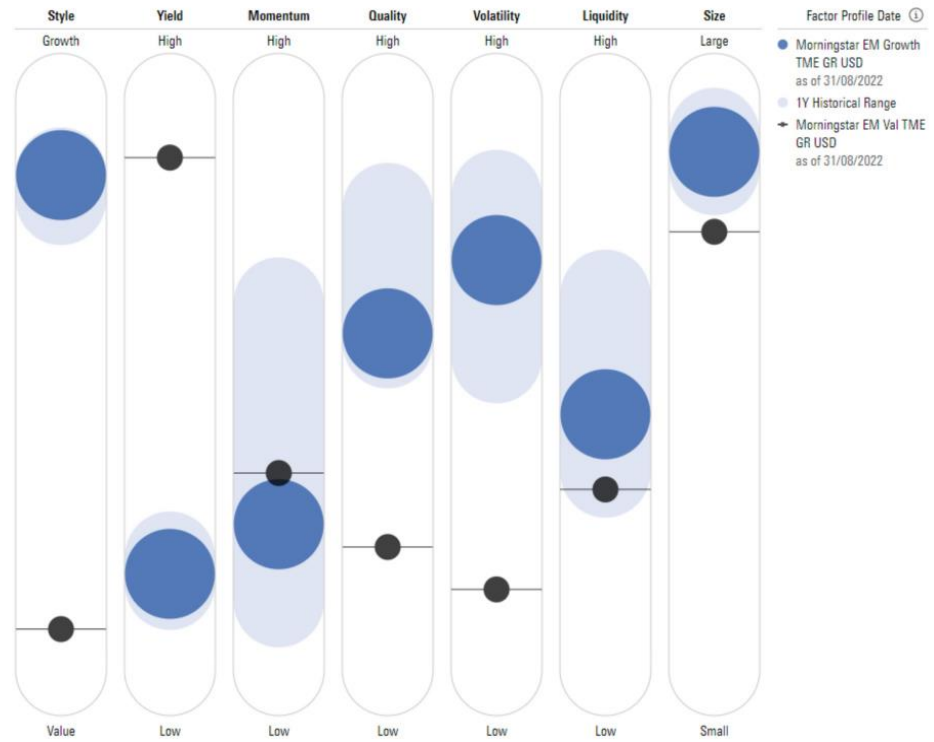 Style Yield Momentum Quality Volatility Liquidity Size Factor Profile Date ⓘ
Growth High High High High High Large
Morningstar EM Growth
TME GR USD
as of 31/08/2022
1Y Historical Range
Morningstar EM Val TME
GR USD
as of 31/08/2022
Value Low Low Low Low Low Small